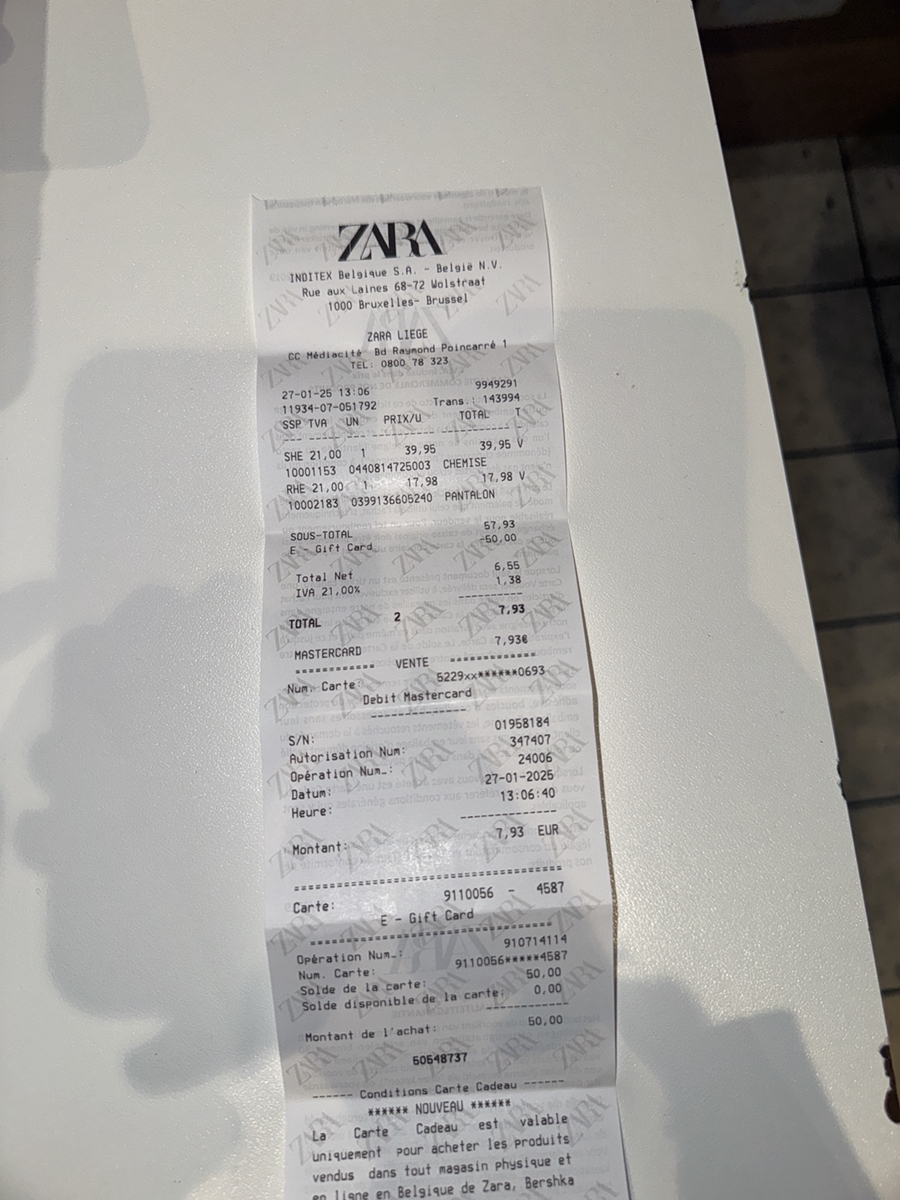 ZARA
INDITEX Belgique S.A. - België N.V.
Rue aux Laines 68-72 Wolstraat
1000 Bruxelles- Brussel
ZARA LIEGE
CC Médiacité Bd Raymond Poincarré 1
TEL: 0800 78 323
27-01-25 13:06 9949291
11934-07-051792 Trans.: 143994
SSP TVA UN PRIX/U TOTAL T
SHE 21,00 1 39,95 39,95 V
10001153 0440814725003 CHEMISE
RHE 21,00 1 17,98 17,98 V
10002183 0399136605240 PANTALON
SOUS-TOTAL 57,93
E - Gift Card -50,00
Total Net 6,55
IVA 21,00% 1,38
----------
TOTAL 2 7,93
MASTERCARD 7,93€
============ VENTE =============
Num. Carte: 5229xx******0693
Debit Mastercard
--------------
S/N: 01958184
Autorisation Num: 347407
Opération Num.: 24006
Datum: 27-01-2025
Heure: 13:06:40
--------------
Montant: 7,93 EUR
========================================
Carte: 9110056 - 4587
E - Gift Card
====================================
Opération Num.: 910714114
Num. Carte: 9110056*****4587
Solde de la carte: 50,00
Solde disponible de la carte: 0.00
------------
Montant de l'achat: 50,00
50548737
------ Conditions Carte Cadeau ------
****** NOUVEAU ******
La Carte Cadeau est valable
uniquement pour acheter les produits
vendus dans tout magasin physique et
en ligne en Belgique de Zara, Bershka